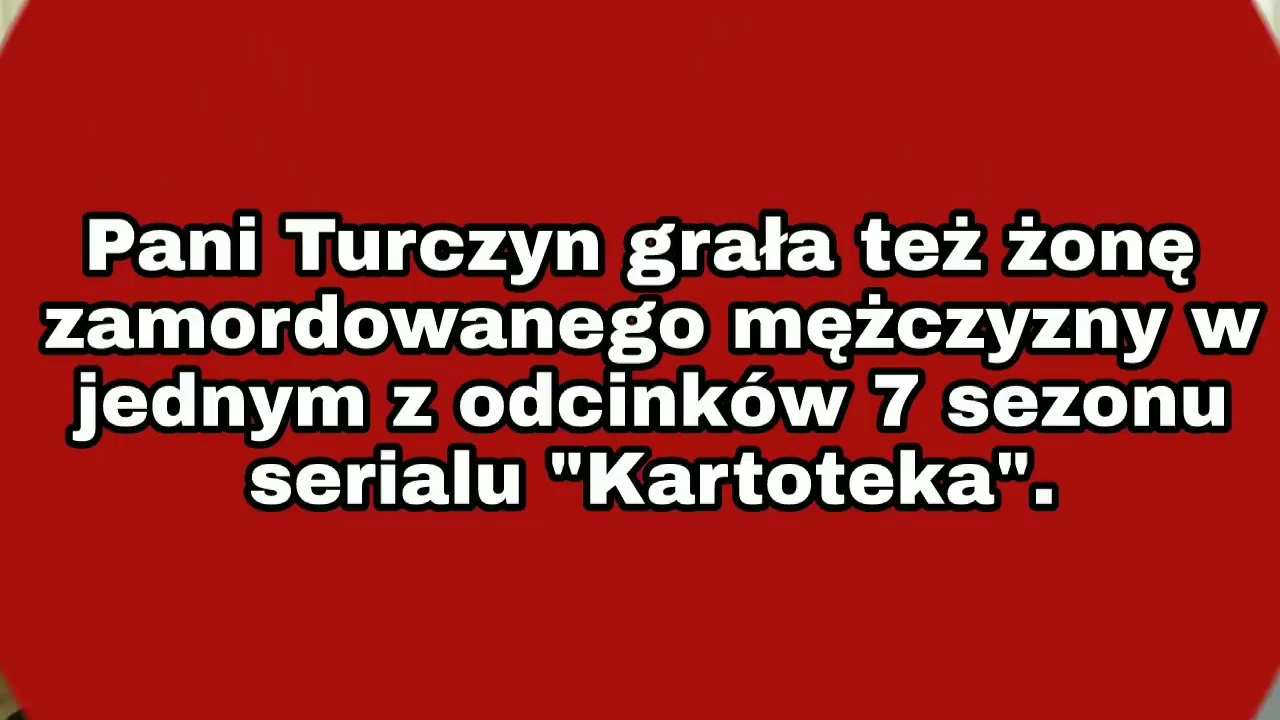 Pani Turczyn grała też żonę
zamordowanego mężczyzny w
jednym z odcinków 7 sezonu
serialu "Kartoteka".